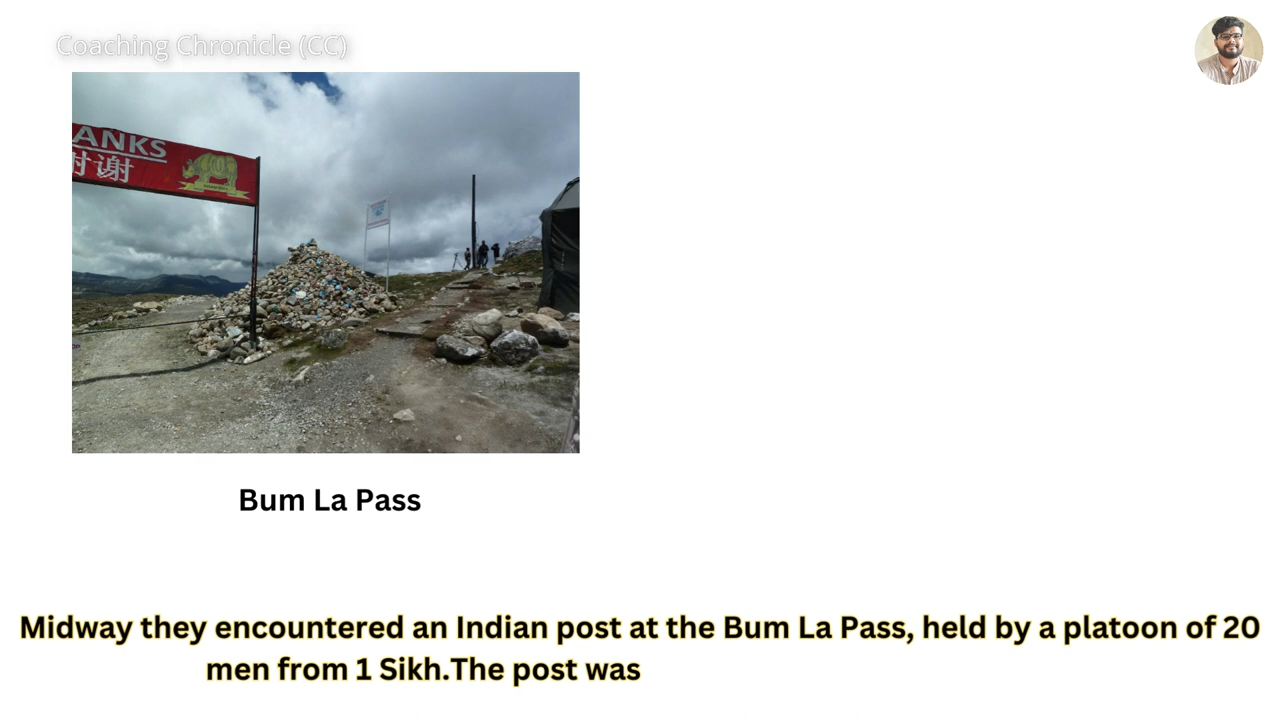 Coaching Chronicle (CC)
ANKS
谢
Bum La Pass
Midway they encountered an Indian post at the Bum La Pass, held by a platoon of 20
men from 1 Sikh.The post was